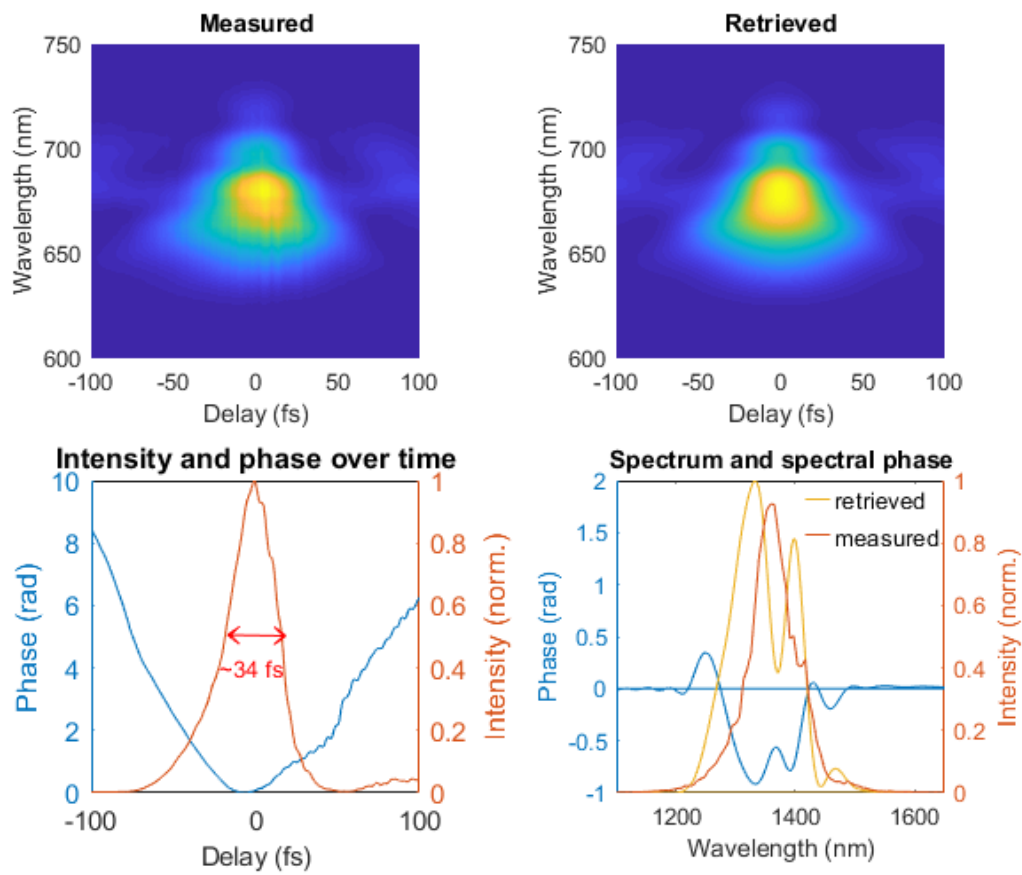 Measured
750
700
650
600
Wavelength (nm)
-100 -50 0 50 100
Delay (fs)
Retrieved
750
700
650
600
Wavelength (nm)
-100 -50 0 50 100
Delay (fs)
Intensity and phase over time
10
8
6
4
2
0
Phase (rad)
~34 fs
1
0.8
0.6
0.4
0.2
0
Intensity (norm.)
-100 0 100
Delay (fs)
Spectrum and spectral phase
2
1.5
1
0.5
0
-0.5
-1
Phase (rad)
retrieved
measured
1
0.8
0.6
0.4
0.2
0
Intensity (norm.)
1200 1400 1600
Wavelength (nm)